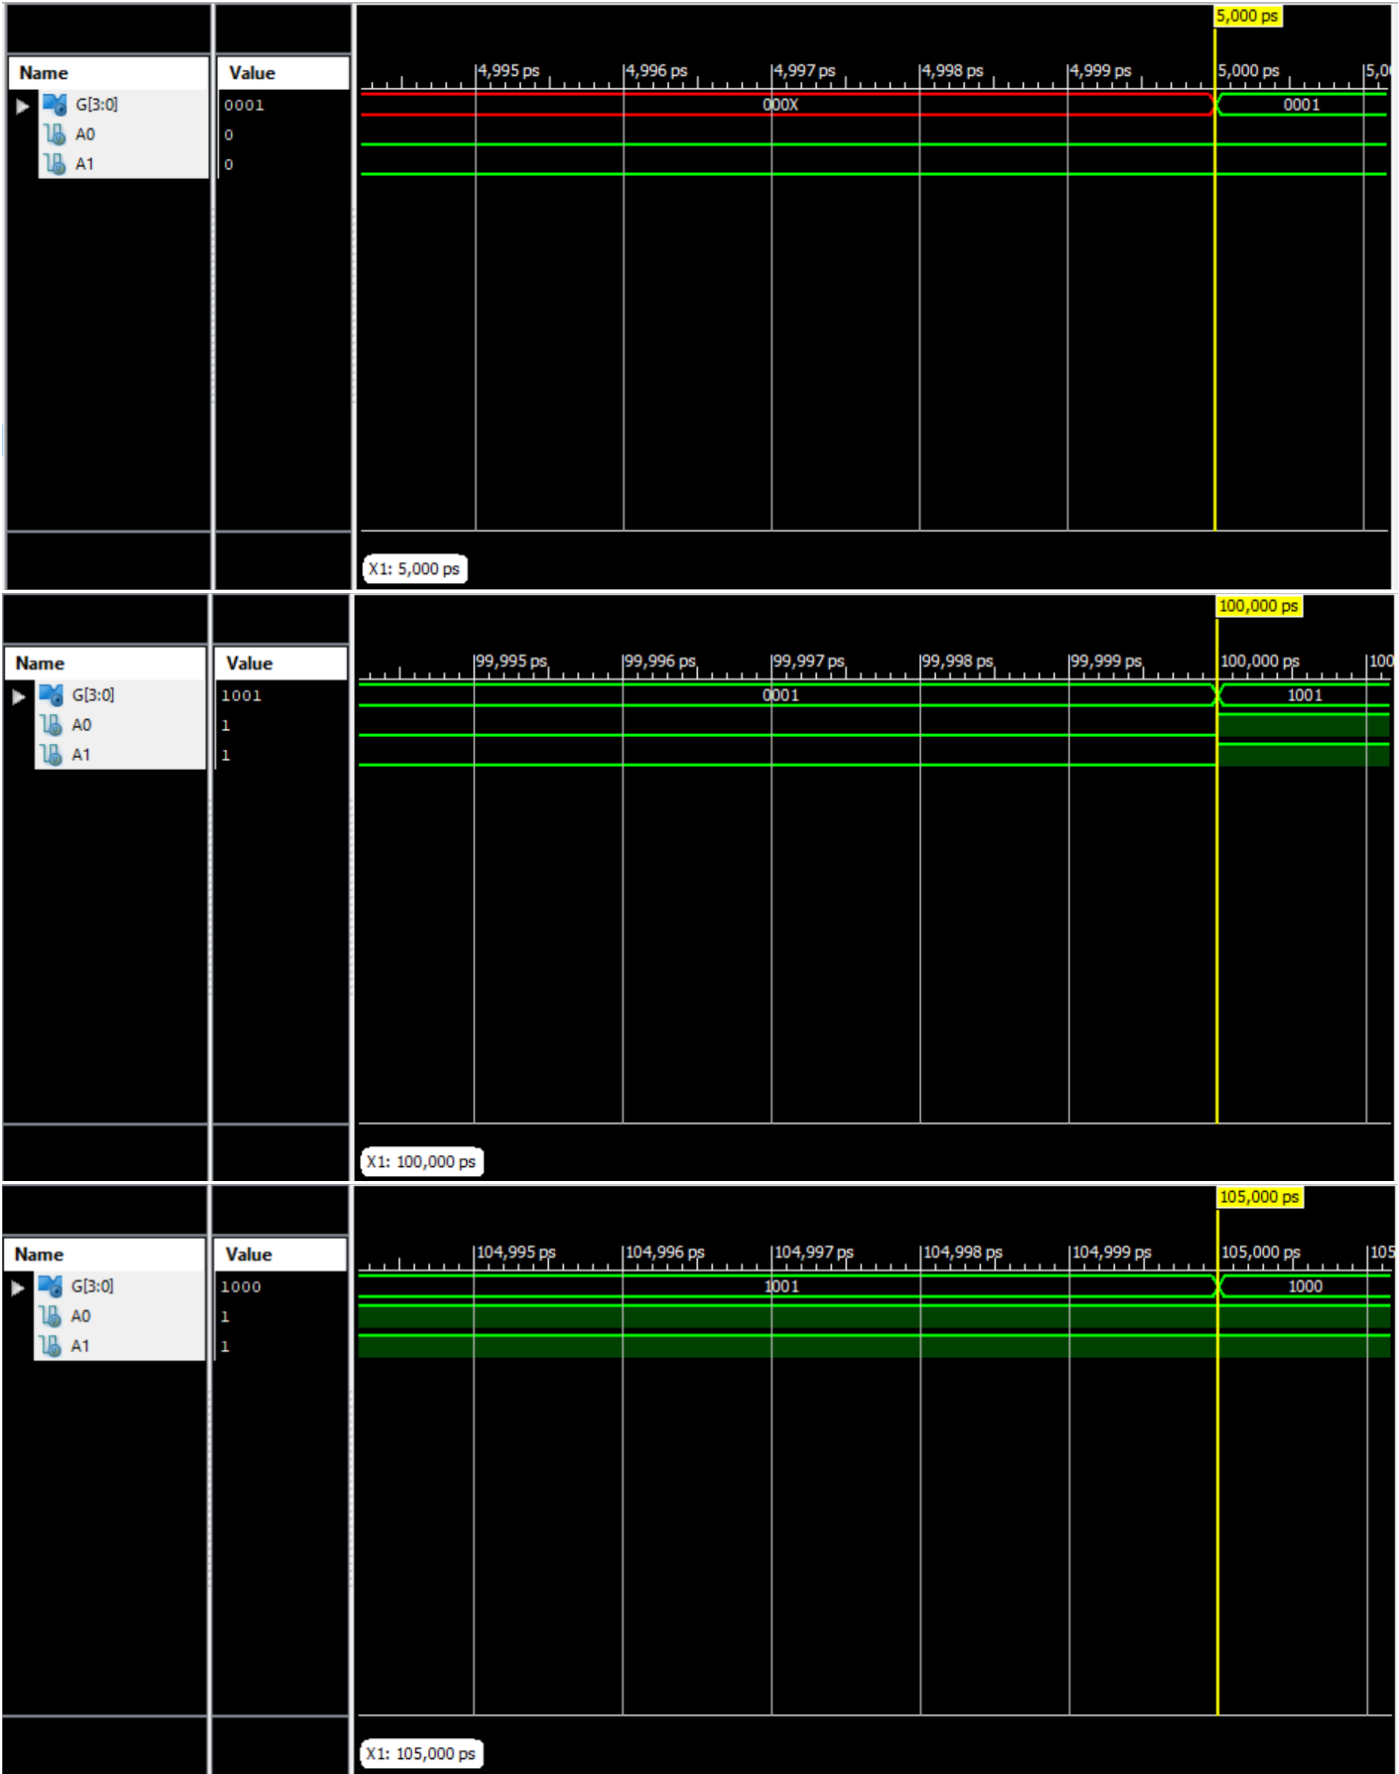 5,000 ps
Name Value 4,995 ps 4,996 ps 4,997 ps 4,998 ps 4,999 ps 5,000 ps 5,0
G[3:0] 0001 000X 0001
A0 0
A1 0
X1: 5,000 ps
100,000 ps
Name Value 99,995 ps 99,996 ps 99,997 ps 99,998 ps 99,999 ps 100,000 ps 100
G[3:0] 1001 0001 1001
A0 1
A1 1
X1: 100,000 ps
105,000 ps
Name Value 104,995 ps 104,996 ps 104,997 ps 104,998 ps 104,999 ps 105,000 ps 105
G[3:0] 1000 1001 1000
A0 1
A1 1
X1: 105,000 ps